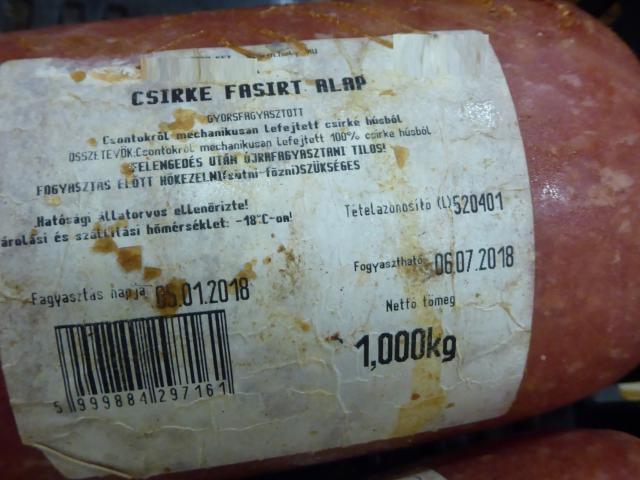 CSIRKE FASIRT ALAP
GYORSFAGYASZTOTT
Csontokról mechanikusan lefejtett csirke húsból
ÖSSZETEVŐK:Csontokról mechanikusan lefejtett 100% csirke húsból
FELENGEDÉS UTÁN ÚJRAFAGYASZTANI TILOS!
FOGYASZTÁS ELŐTT HŐKEZELNI(sütni-főzni)SZÜKSÉGES
Hatósági állatorvos ellenőrizte!
árolási és szállítási hőmérséklet: -18°C-on!
Tételazonosító (L)520401
Fogyasztható 06.07.2018
Fagyasztás napja 05.01.2018
Nettó tömeg
1,000kg
5 999884 297161